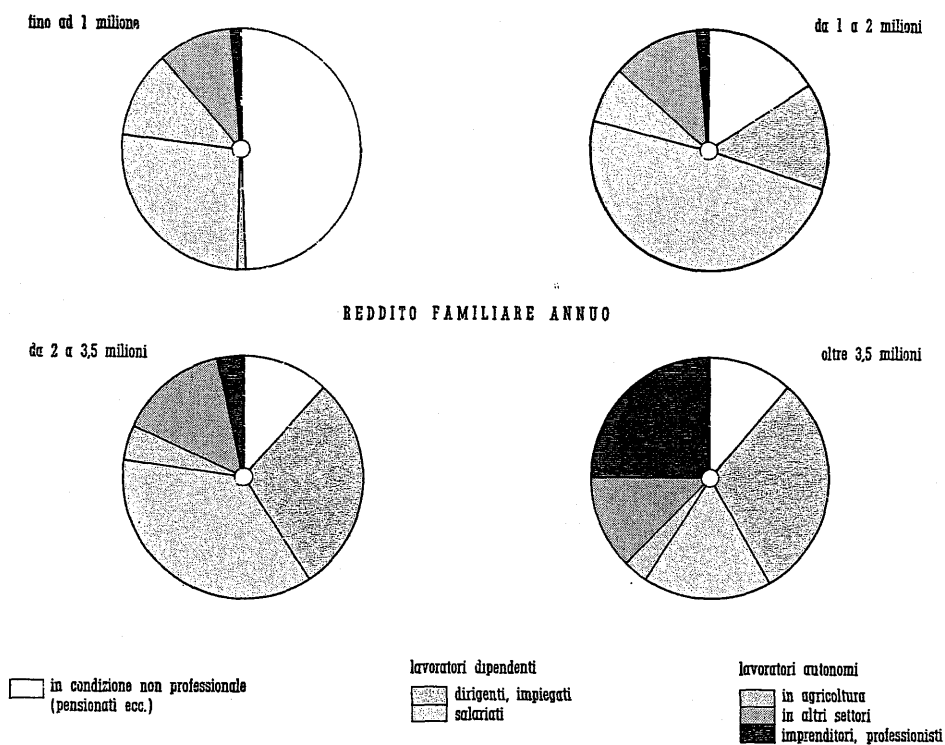 fino ad 1 milione
da 1 a 2 milioni
REDDITO FAMILIARE ANNUO
da 2 a 3,5 milioni
oltre 3,5 milioni
in condizione non professionale
(pensionati ecc.)
lavoratori dipendenti
dirigenti, impiegati
salariati
lavoratori autonomi
in agricoltura
in altri settori
imprenditori, professionisti